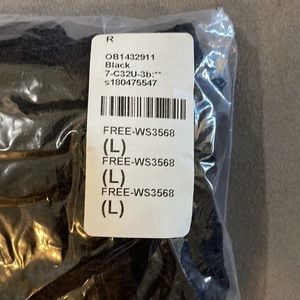 R
OB1432911
Black
7-C32U-3b:**
s180475547
FREE-WS3568
(L)
FREE-WS3568
(L)
FREE-WS3568
(L)